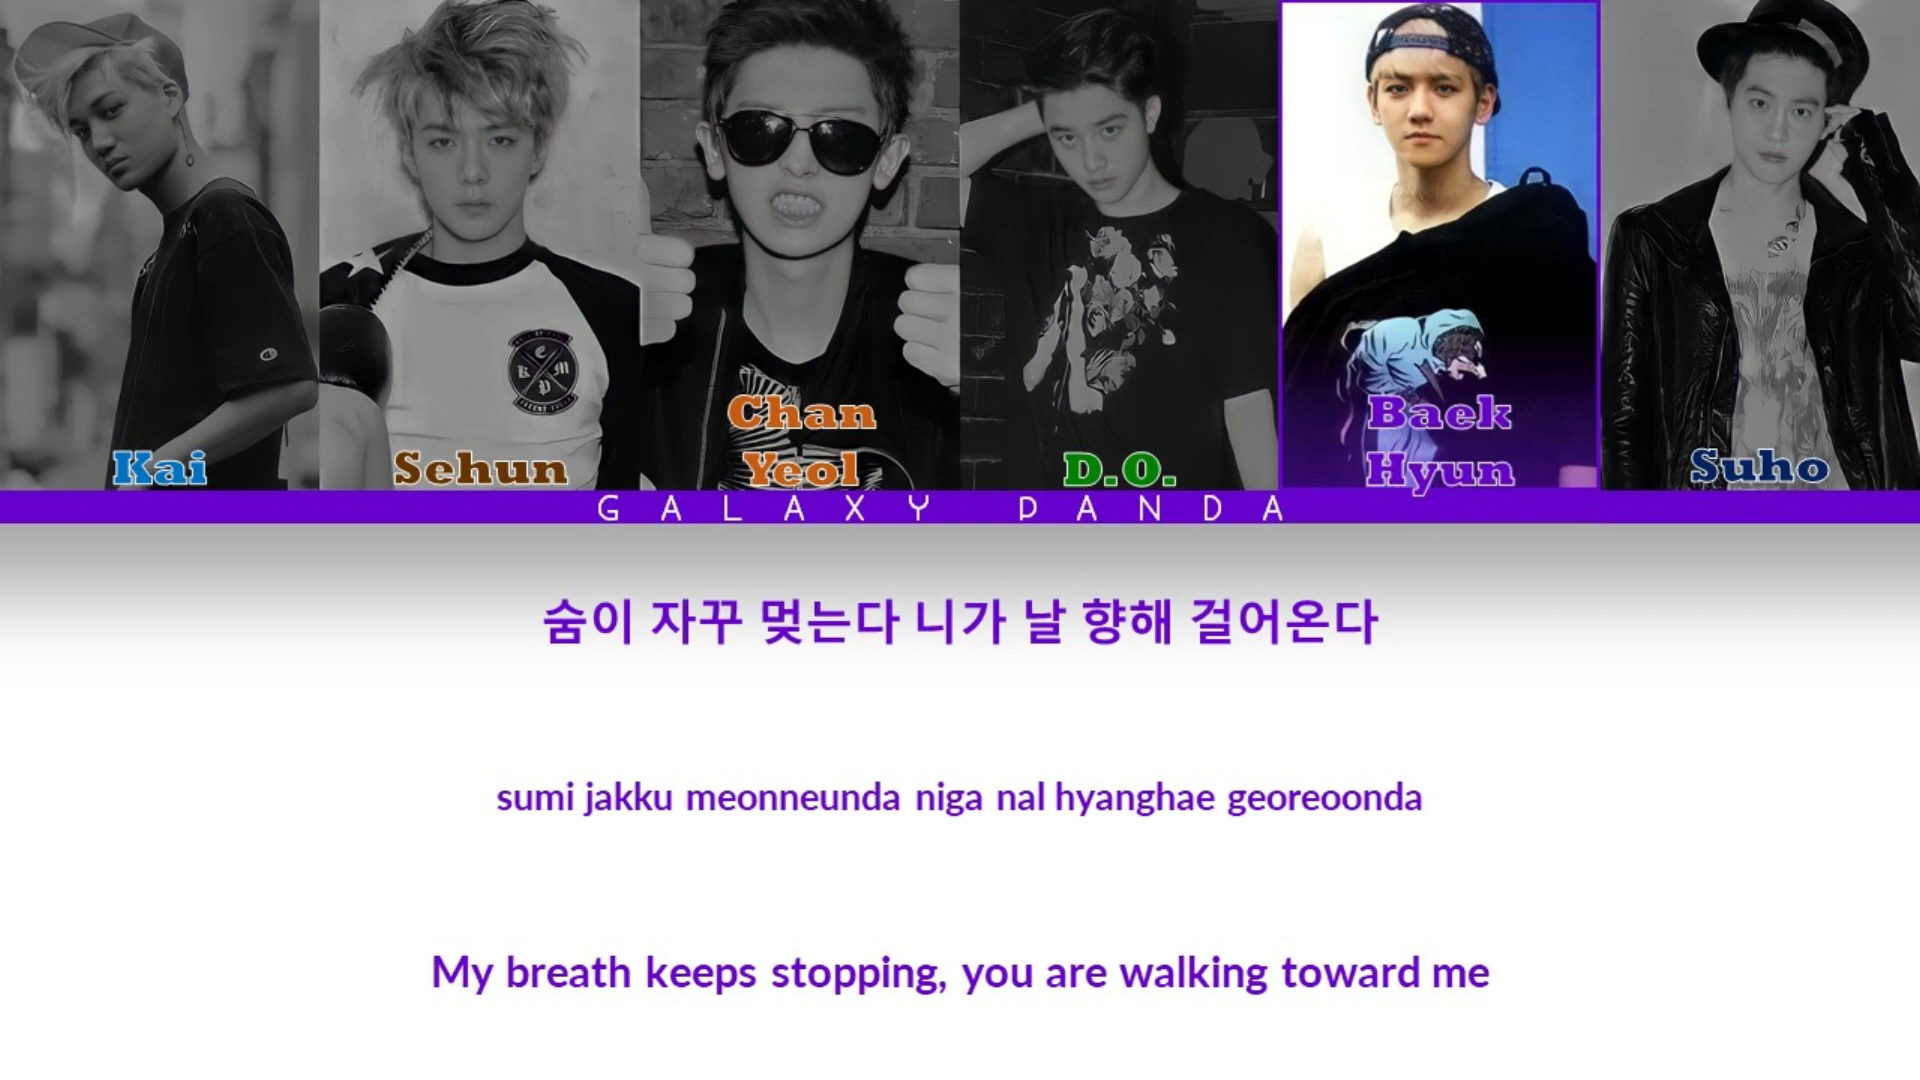 Kai
Sehun
Chan
Yeol
D.O.
Baek
Hyun
Suho
GALAXY PANDA
숨이 자꾸 멎는다 니가 날 향해 걸어온다
sumi jakku meonneunda niga nal hyanghae georeoonda
My breath keeps stopping, you are walking toward me